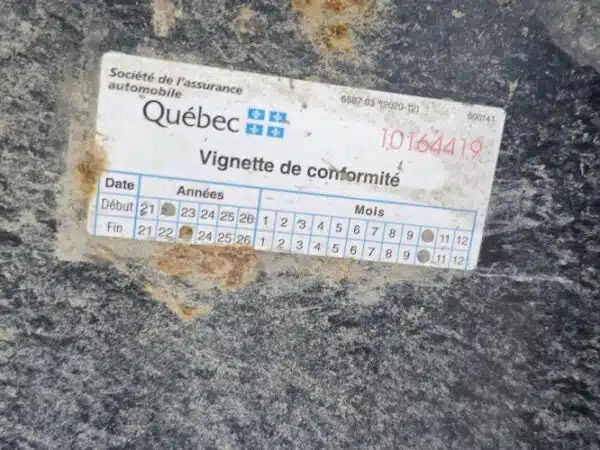 Société de l'assurance
automobile
6587 03 (2020-12)
600141
Québec
10164419
Vignette de conformité
Date Années Mois
Début 21 23 24 25 26 1 2 3 4 5 6 7 8 9 11 12
Fin 21 22 24 25 26 1 2 3 4 5 6 7 8 9 11 12